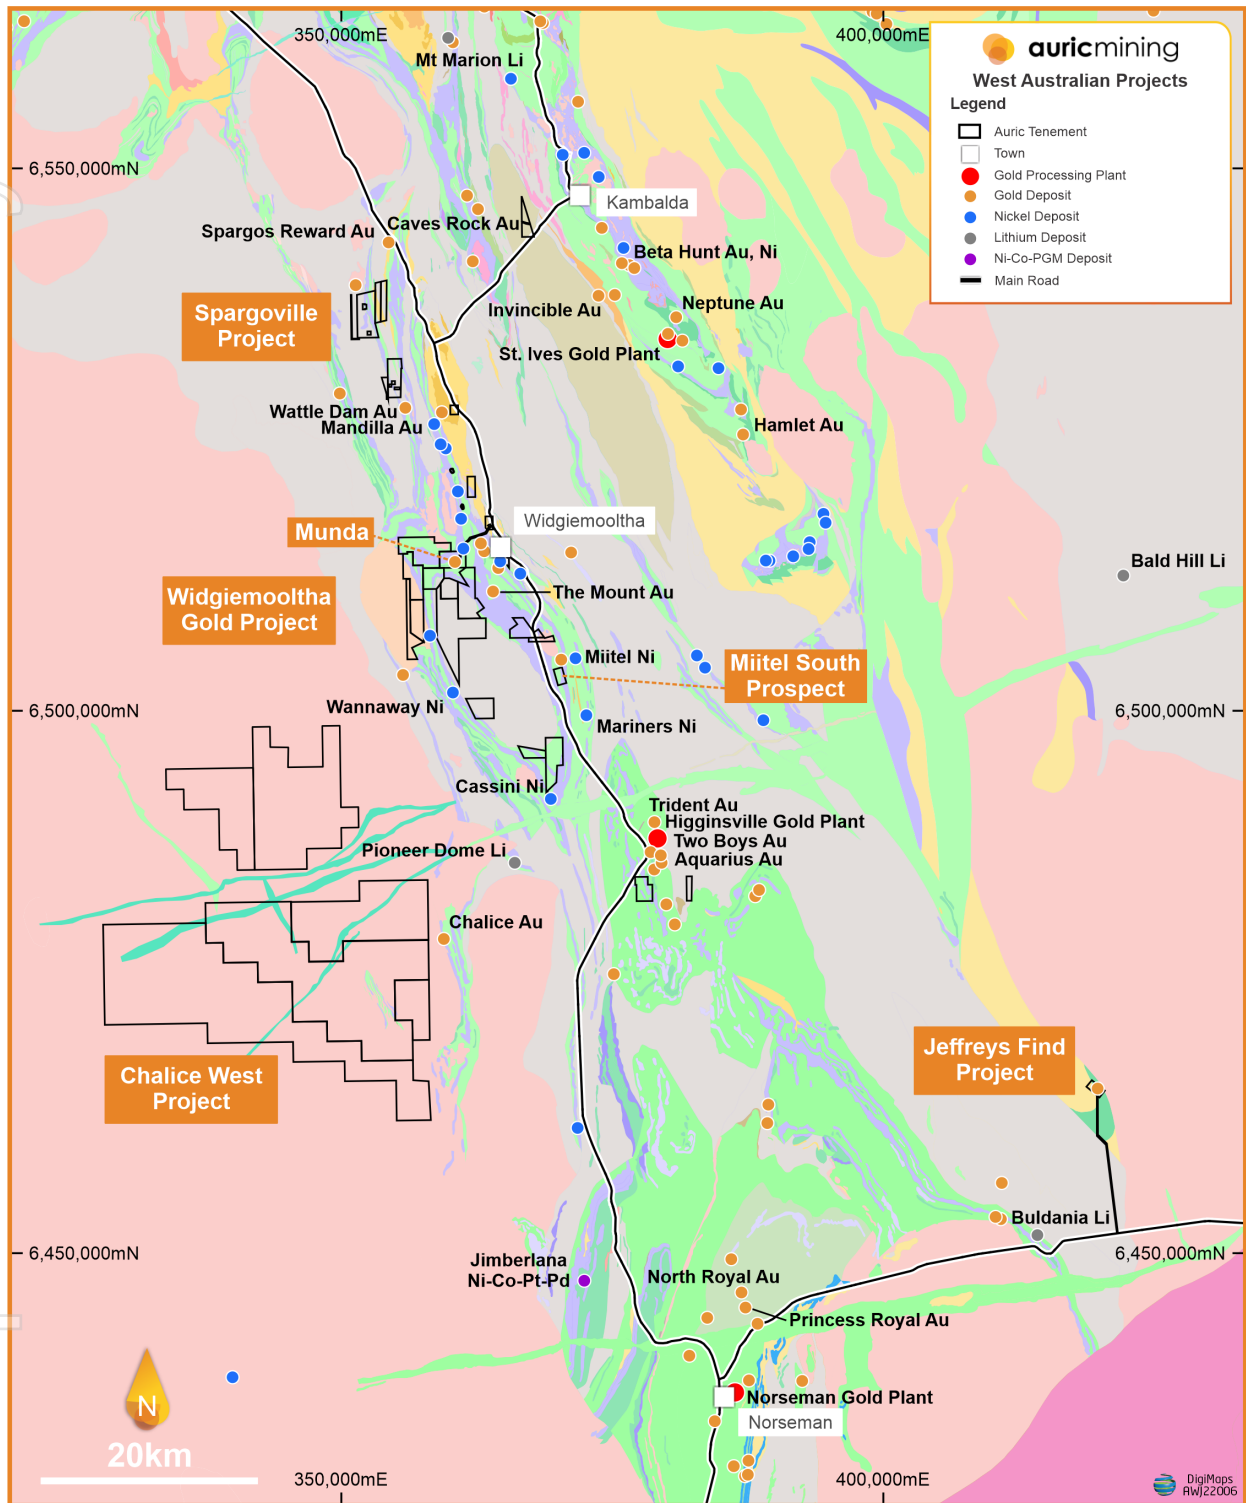 350,000mE
400,000mE
auricmining
West Australian Projects
Legend
Auric Tenement
Town
Gold Processing Plant
Gold Deposit
Nickel Deposit
Lithium Deposit
Ni-Co-PGM Deposit
Main Road
Mt Marion Li
6,550,000mN
Kambalda
Caves Rock Au
Spargos Reward Au
Beta Hunt Au, Ni
Neptune Au
Invincible Au
Spargoville
Project
St. Ives Gold Plant
Wattle Dam Au
Mandilla Au
Hamlet Au
Widgiemooltha
Munda
Bald Hill Li
The Mount Au
Widgiemooltha
Gold Project
Miitel Ni
Miitel South
Prospect
Wannaway Ni
6,500,000mN
6,500,000mN
Mariners Ni
Cassini Ni
Trident Au
Higginsville Gold Plant
Two Boys Au
Pioneer Dome Li
Aquarius Au
Chalice Au
Jeffreys Find
Project
Chalice West
Project
Buldania Li
6,450,000mN
6,450,000mN
Jimberlana
Ni-Co-Pt-Pd
North Royal Au
Princess Royal Au
Norseman Gold Plant
Norseman
N
20km
350,000mE
400,000mE
DigiMaps
AWJ22006